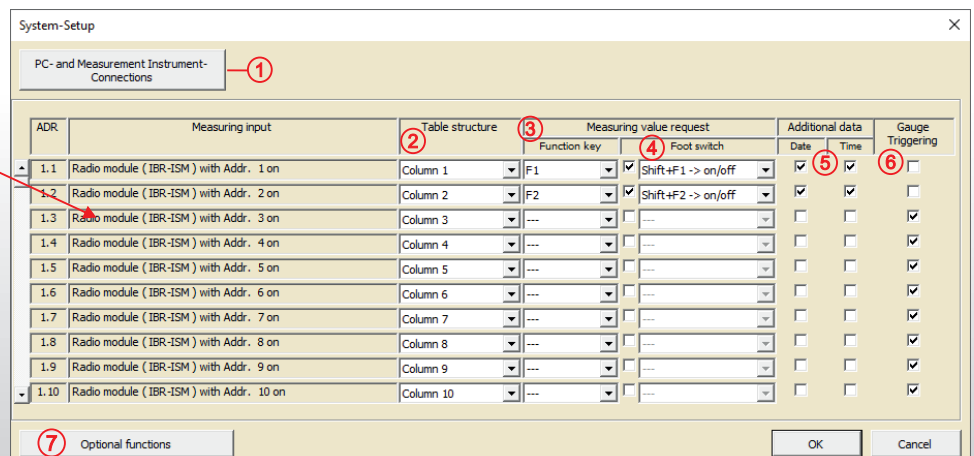 System-Setup
PC- and Measurement Instrument-
Connections
1
ADR Measuring input 2 Table structure 3 Measuring value request Additional data Gauge
Function key 4 Foot switch Date 5 Time 6 Triggering
1.1 Radio module ( IBR-ISM ) with Addr. 1 on Column 1 F1 Shift+F1 -> on/off
1.2 Radio module ( IBR-ISM ) with Addr. 2 on Column 2 F2 Shift+F2 -> on/off
1.3 Radio module ( IBR-ISM ) with Addr. 3 on Column 3 --- ---
1.4 Radio module ( IBR-ISM ) with Addr. 4 on Column 4 --- ---
1.5 Radio module ( IBR-ISM ) with Addr. 5 on Column 5 --- ---
1.6 Radio module ( IBR-ISM ) with Addr. 6 on Column 6 --- ---
1.7 Radio module ( IBR-ISM ) with Addr. 7 on Column 7 --- ---
1.8 Radio module ( IBR-ISM ) with Addr. 8 on Column 8 --- ---
1.9 Radio module ( IBR-ISM ) with Addr. 9 on Column 9 --- ---
1.10 Radio module ( IBR-ISM ) with Addr. 10 on Column 10 --- ---
7 Optional functions OK Cancel